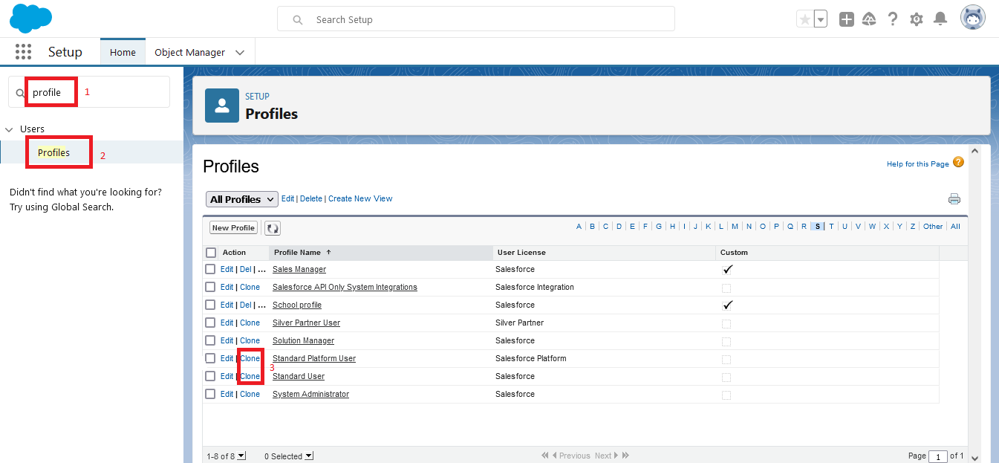 Search Setup
Setup
Home
Object Manager
profile
1
Users
Profiles
2
Didn't find what you're looking for?
Try using Global Search.
SETUP
Profiles
Profiles
Help for this Page
?
All Profiles
Edit | Delete | Create New View
New Profile
A | B | C | D | E | F | G | H | I | J | K | L | M | N | O | P | Q | R | S | T | U | V | W | X | Y | Z | Other | All
Action Profile Name ↑ User License Custom
Edit | Del | ... Sales Manager Salesforce ✓
Edit | Clone Salesforce API Only System Integrations Salesforce Integration
Edit | Del | ... School profile Salesforce ✓
Edit | Clone Silver Partner User Silver Partner
Edit | Clone Solution Manager Salesforce
Edit | Clone Standard Platform User Salesforce Platform
3
Edit | Clone Standard User Salesforce
Edit | Clone System Administrator Salesforce
1-8 of 8 0 Selected Previous Next Page 1 of 1